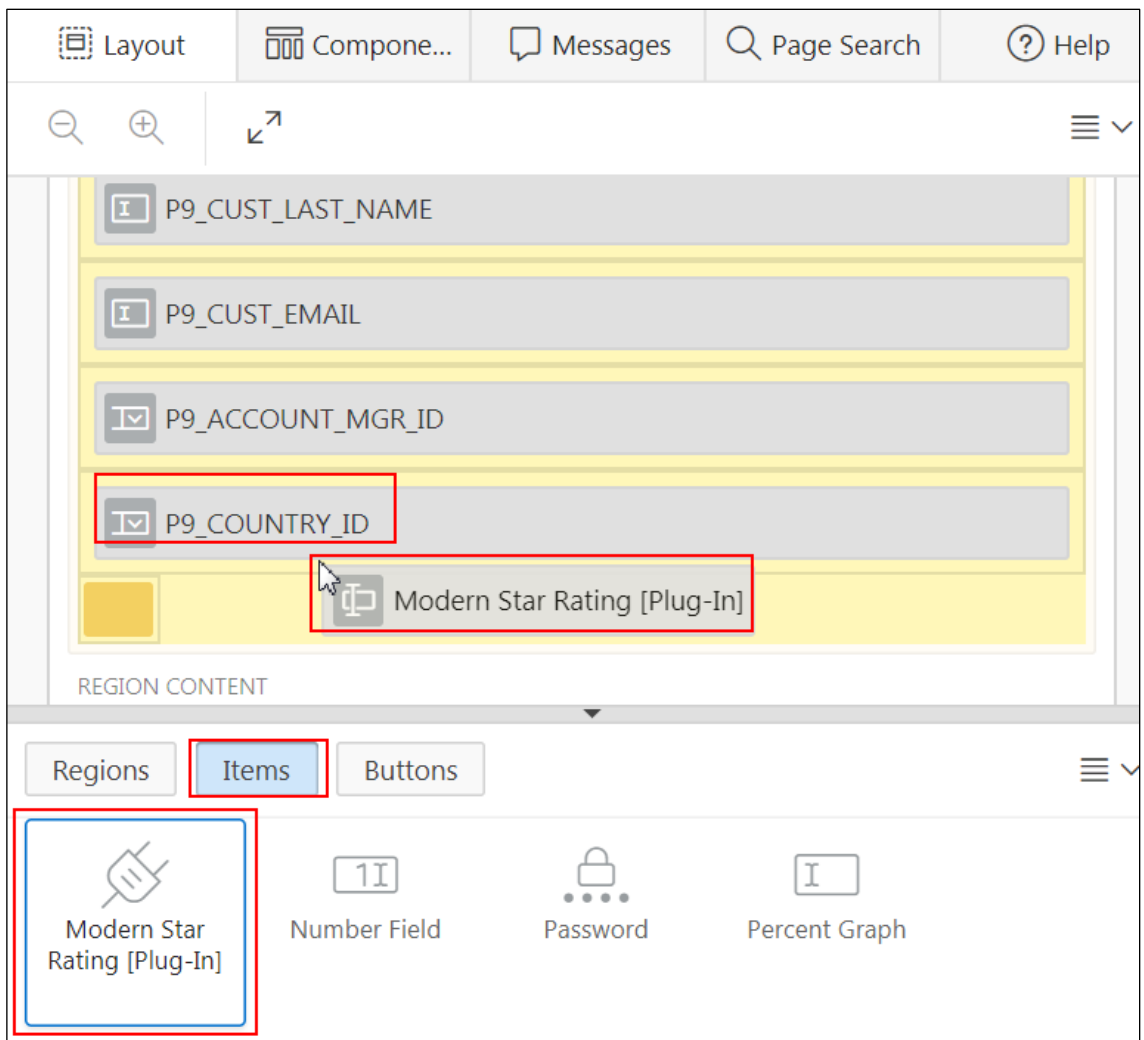 Layout
Compone...
Messages
Page Search
Help
P9_CUST_LAST_NAME
P9_CUST_EMAIL
P9_ACCOUNT_MGR_ID
P9_COUNTRY_ID
Modern Star Rating [Plug-In]
REGION CONTENT
Regions
Items
Buttons
Modern Star
Rating [Plug-In]
Number Field
Password
Percent Graph